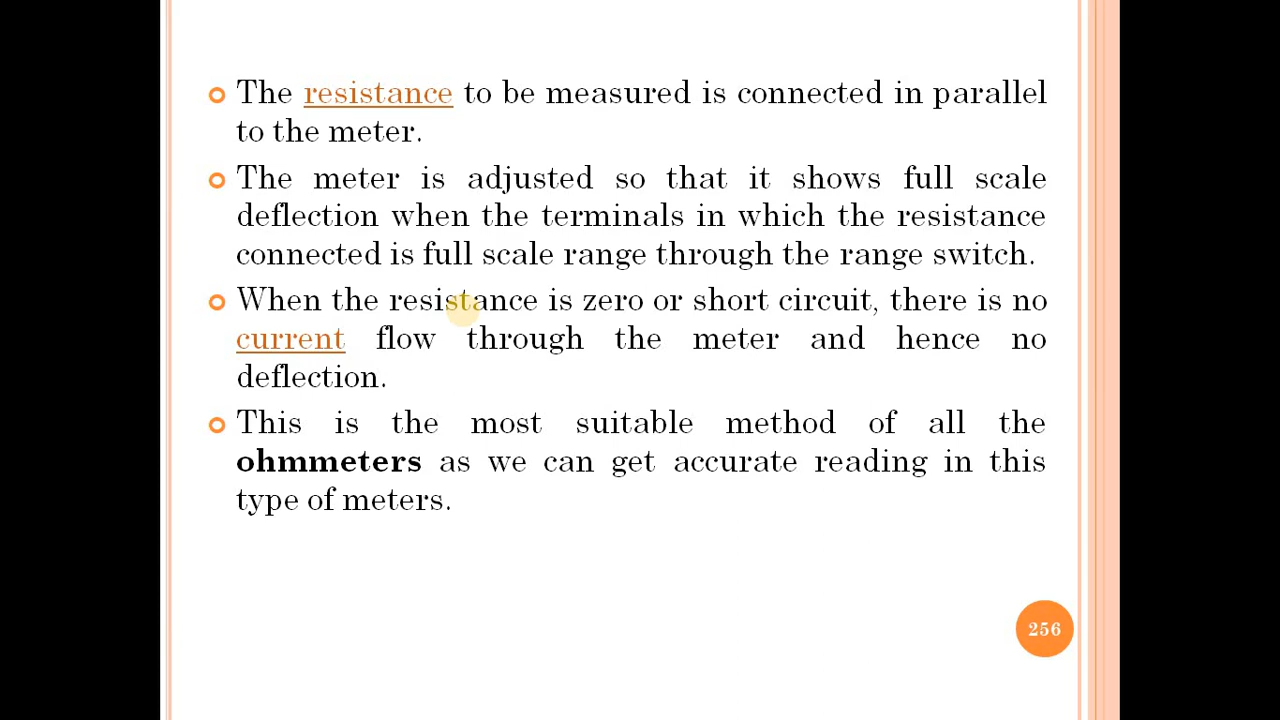 The resistance to be measured is connected in parallel
to the meter.
The meter is adjusted so that it shows full scale
deflection when the terminals in which the resistance
connected is full scale range through the range switch.
When the resistance is zero or short circuit, there is no
current flow through the meter and hence no
deflection.
This is the most suitable method of all the
ohmmeters as we can get accurate reading in this
type of meters.
256